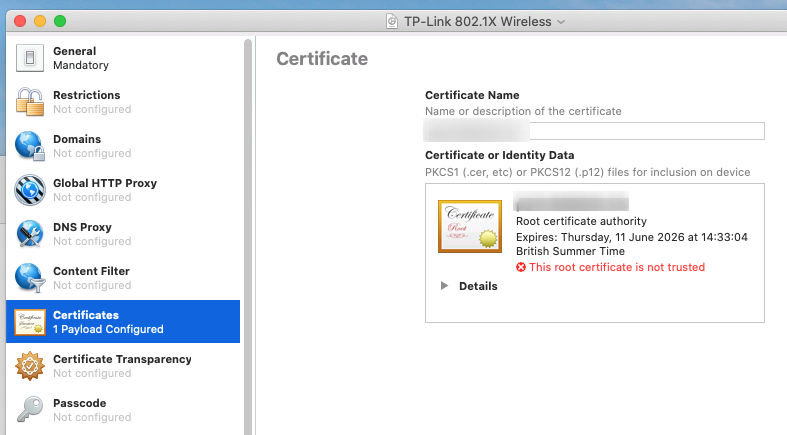 TP-Link 802.1X Wireless
General
Mandatory
Restrictions
Not configured
Domains
Not configured
Global HTTP Proxy
Not configured
DNS Proxy
Not configured
Content Filter
Not configured
Certificates
1 Payload Configured
Certificate Transparency
Not configured
Passcode
Not configured
Certificate
Certificate Name
Name or description of the certificate
Certificate or Identity Data
PKCS1 (.cer, etc) or PKCS12 (.p12) files for inclusion on device
Certificate
Root
Root certificate authority
Expires: Thursday, 11 June 2026 at 14:33:04
British Summer Time
This root certificate is not trusted
Details